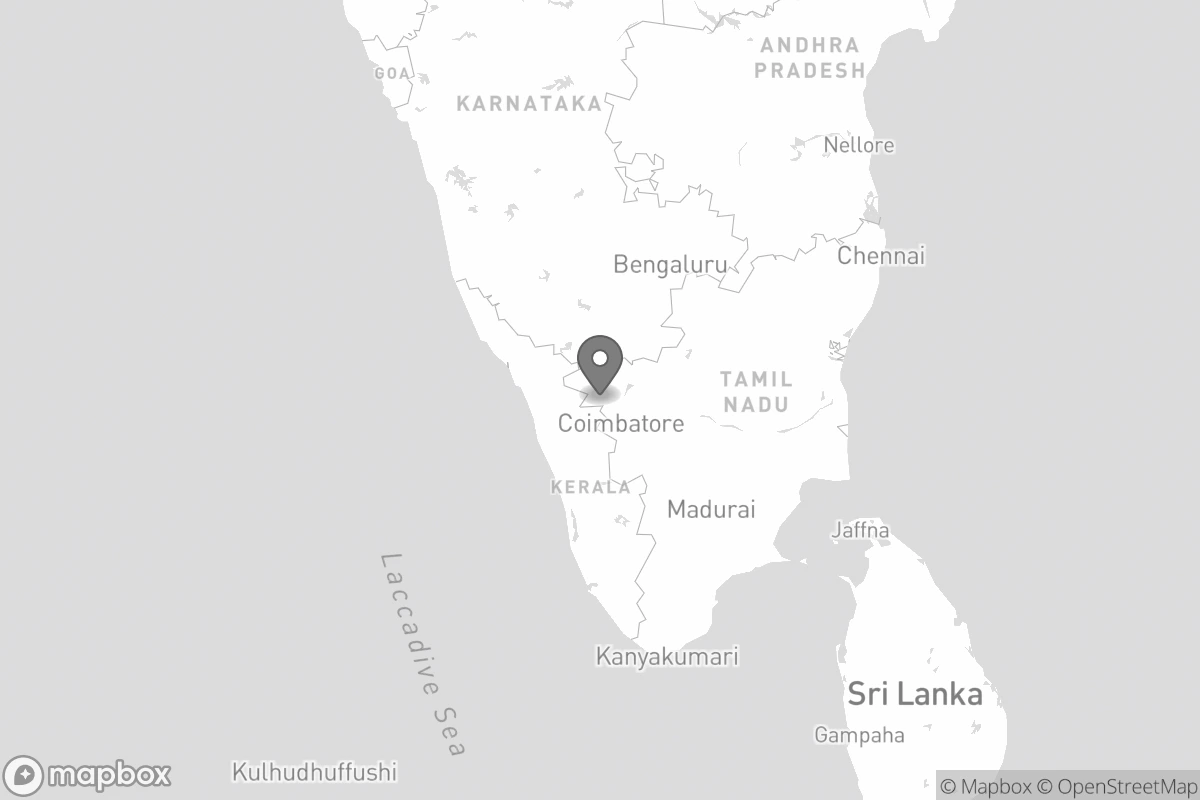 ANDHRA
PRADESH
GOA
KARNATAKA
Nellore
Chennai
Bengaluru
TAMIL
NADU
Coimbatore
KERALA
Madurai
Jaffna
Laccadive Sea
Kanyakumari
Sri Lanka
Gampaha
Kulhudhuffushi
mapbox
© Mapbox © OpenStreetMap